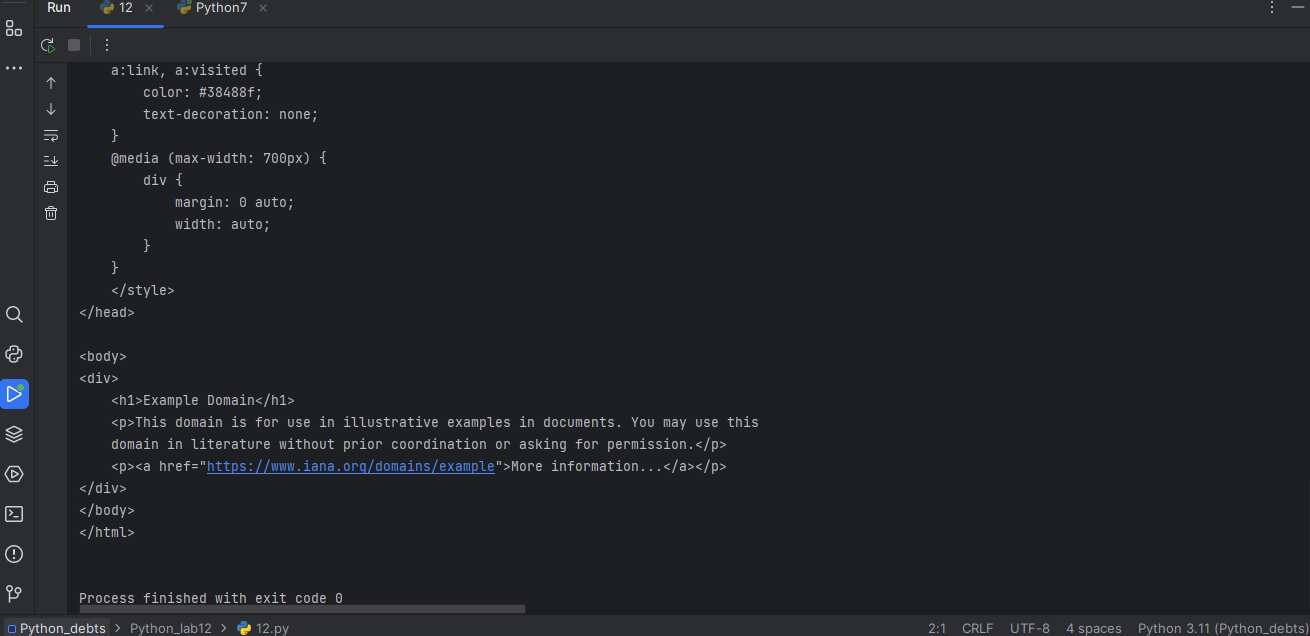 Run 12 Python7
a:link, a:visited {
color: #38488f;
text-decoration: none;
}
@media (max-width: 700px) {
div {
margin: 0 auto;
width: auto;
}
}
</style>
</head>
<body>
<div>
<h1>Example Domain</h1>
<p>This domain is for use in illustrative examples in documents. You may use this
domain in literature without prior coordination or asking for permission.</p>
<p><a href="https://www.iana.org/domains/example">More information...</a></p>
</div>
</body>
</html>
Process finished with exit code 0
Python_debts > Python_lab12 > 12.py 2:1 CRLF UTF-8 4 spaces Python 3.11 (Python_debts)